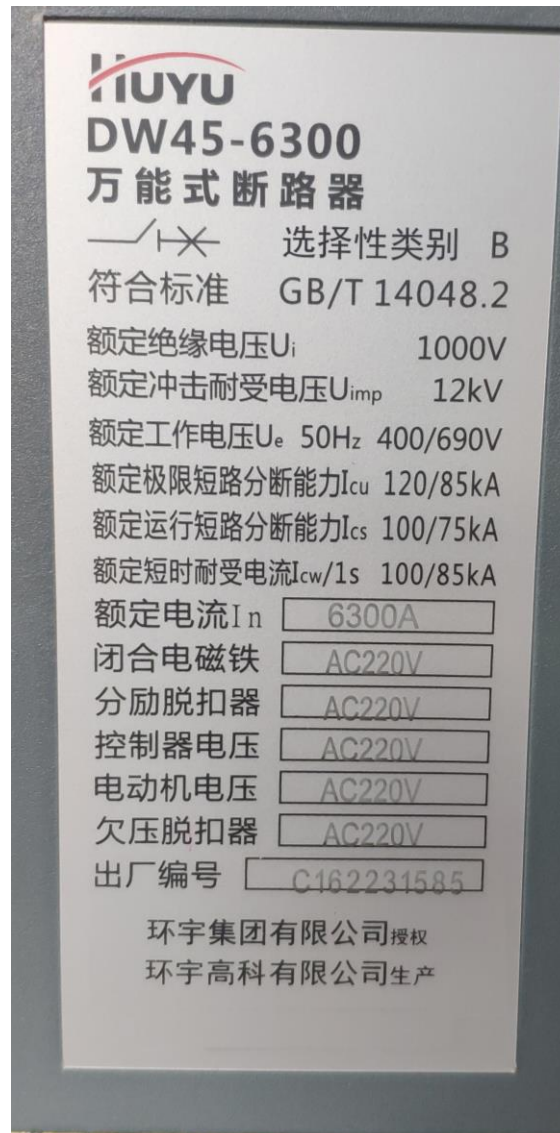 HUYU
DW45-6300
万能式断路器
选择性类别 B
符合标准 GB/T 14048.2
额定绝缘电压Ui 1000V
额定冲击耐受电压Uimp 12kV
额定工作电压Ue 50Hz 400/690V
额定极限短路分断能力Icu 120/85kA
额定运行短路分断能力Ics 100/75kA
额定短时耐受电流Icw/1s 100/85kA
额定电流In 6300A
闭合电磁铁 AC220V
分励脱扣器 AC220V
控制器电压 AC220V
电动机电压 AC220V
欠压脱扣器 AC220V
出厂编号 C162231585
环宇集团有限公司授权
环宇高科有限公司生产